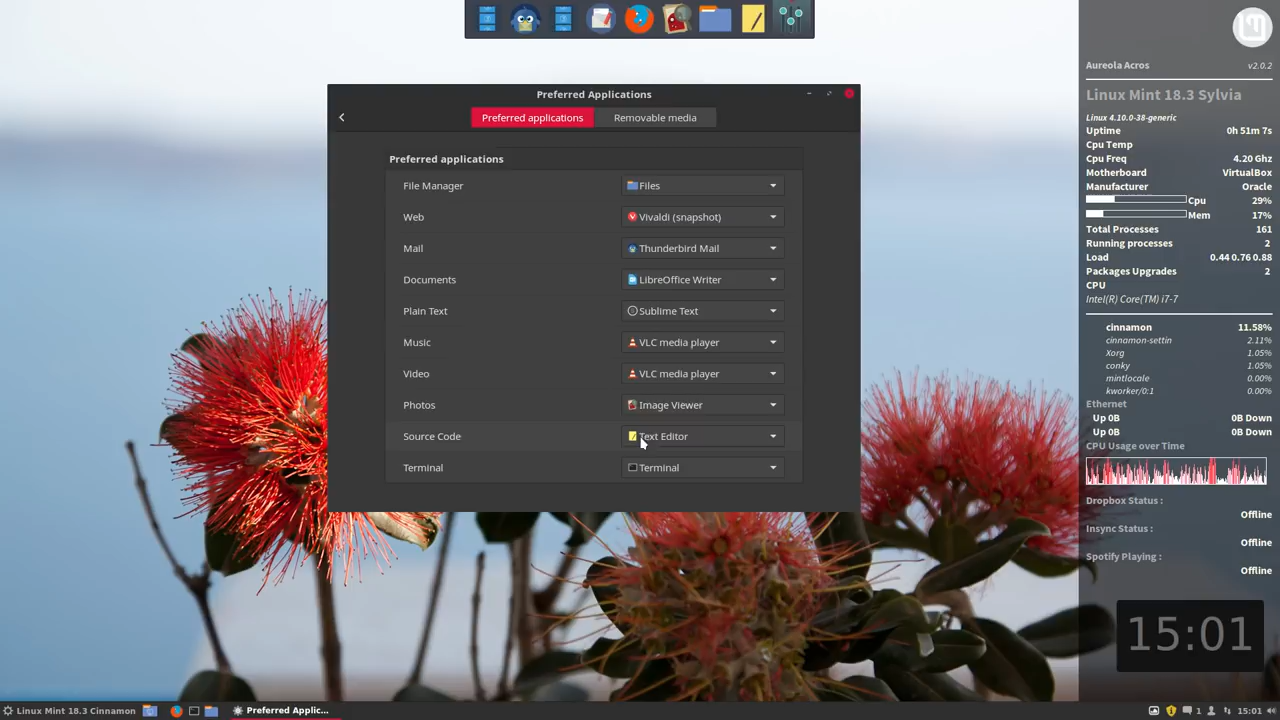 Preferred Applications
Preferred applications
Removable media
Preferred applications
File Manager Files
Web Vivaldi (snapshot)
Mail Thunderbird Mail
Documents LibreOffice Writer
Plain Text Sublime Text
Music VLC media player
Video VLC media player
Photos Image Viewer
Source Code Text Editor
Terminal Terminal
Aureola Acros v2.0.2
Linux Mint 18.3 Sylvia
Linux 4.10.0-38-generic
Uptime 0h 51m 7s
Cpu Temp
Cpu Freq 4.20 Ghz
Motherboard VirtualBox
Manufacturer Oracle
Cpu 29%
Mem 17%
Total Processes 161
Running processes 2
Load 0.44 0.76 0.88
Packages Upgrades 2
CPU
Intel(R) Core(TM) i7-7
cinnamon 11.58%
cinnamon-settin 2.11%
Xorg 1.05%
conky 1.05%
mintlocale 0.00%
kworker/0:1 0.00%
Ethernet
Up 0B 0B Down
Up 0B 0B Down
CPU Usage over Time
Dropbox Status :
Offline
Insync Status :
Offline
Spotify Playing :
Offline
15:01
Linux Mint 18.3 Cinnamon
Preferred Applic...
1
15:01